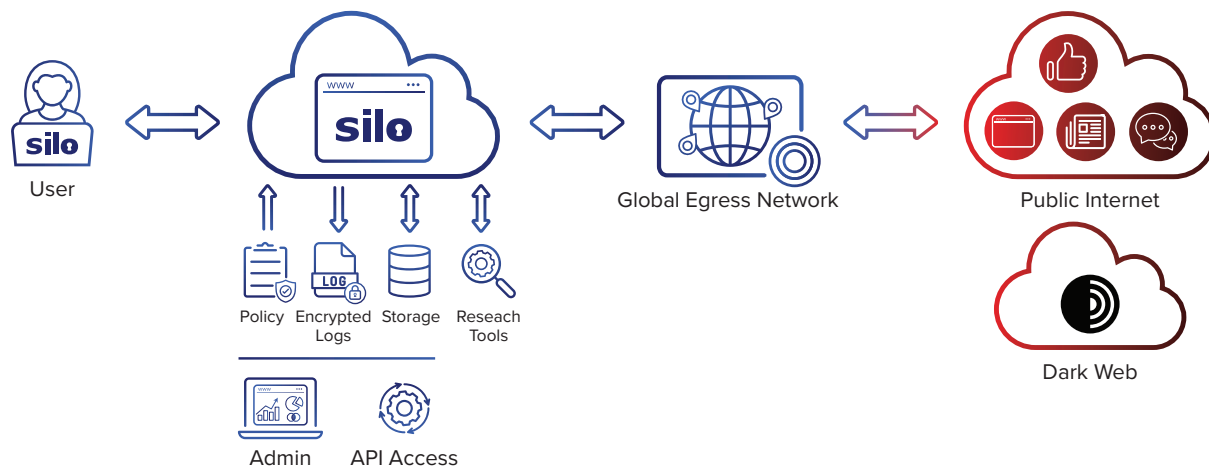 www
silo
silo
User
Global Egress Network
Public Internet
LOG
Policy
Encrypted
Logs
Storage
Reseach
Tools
Dark Web
www
Admin
API Access